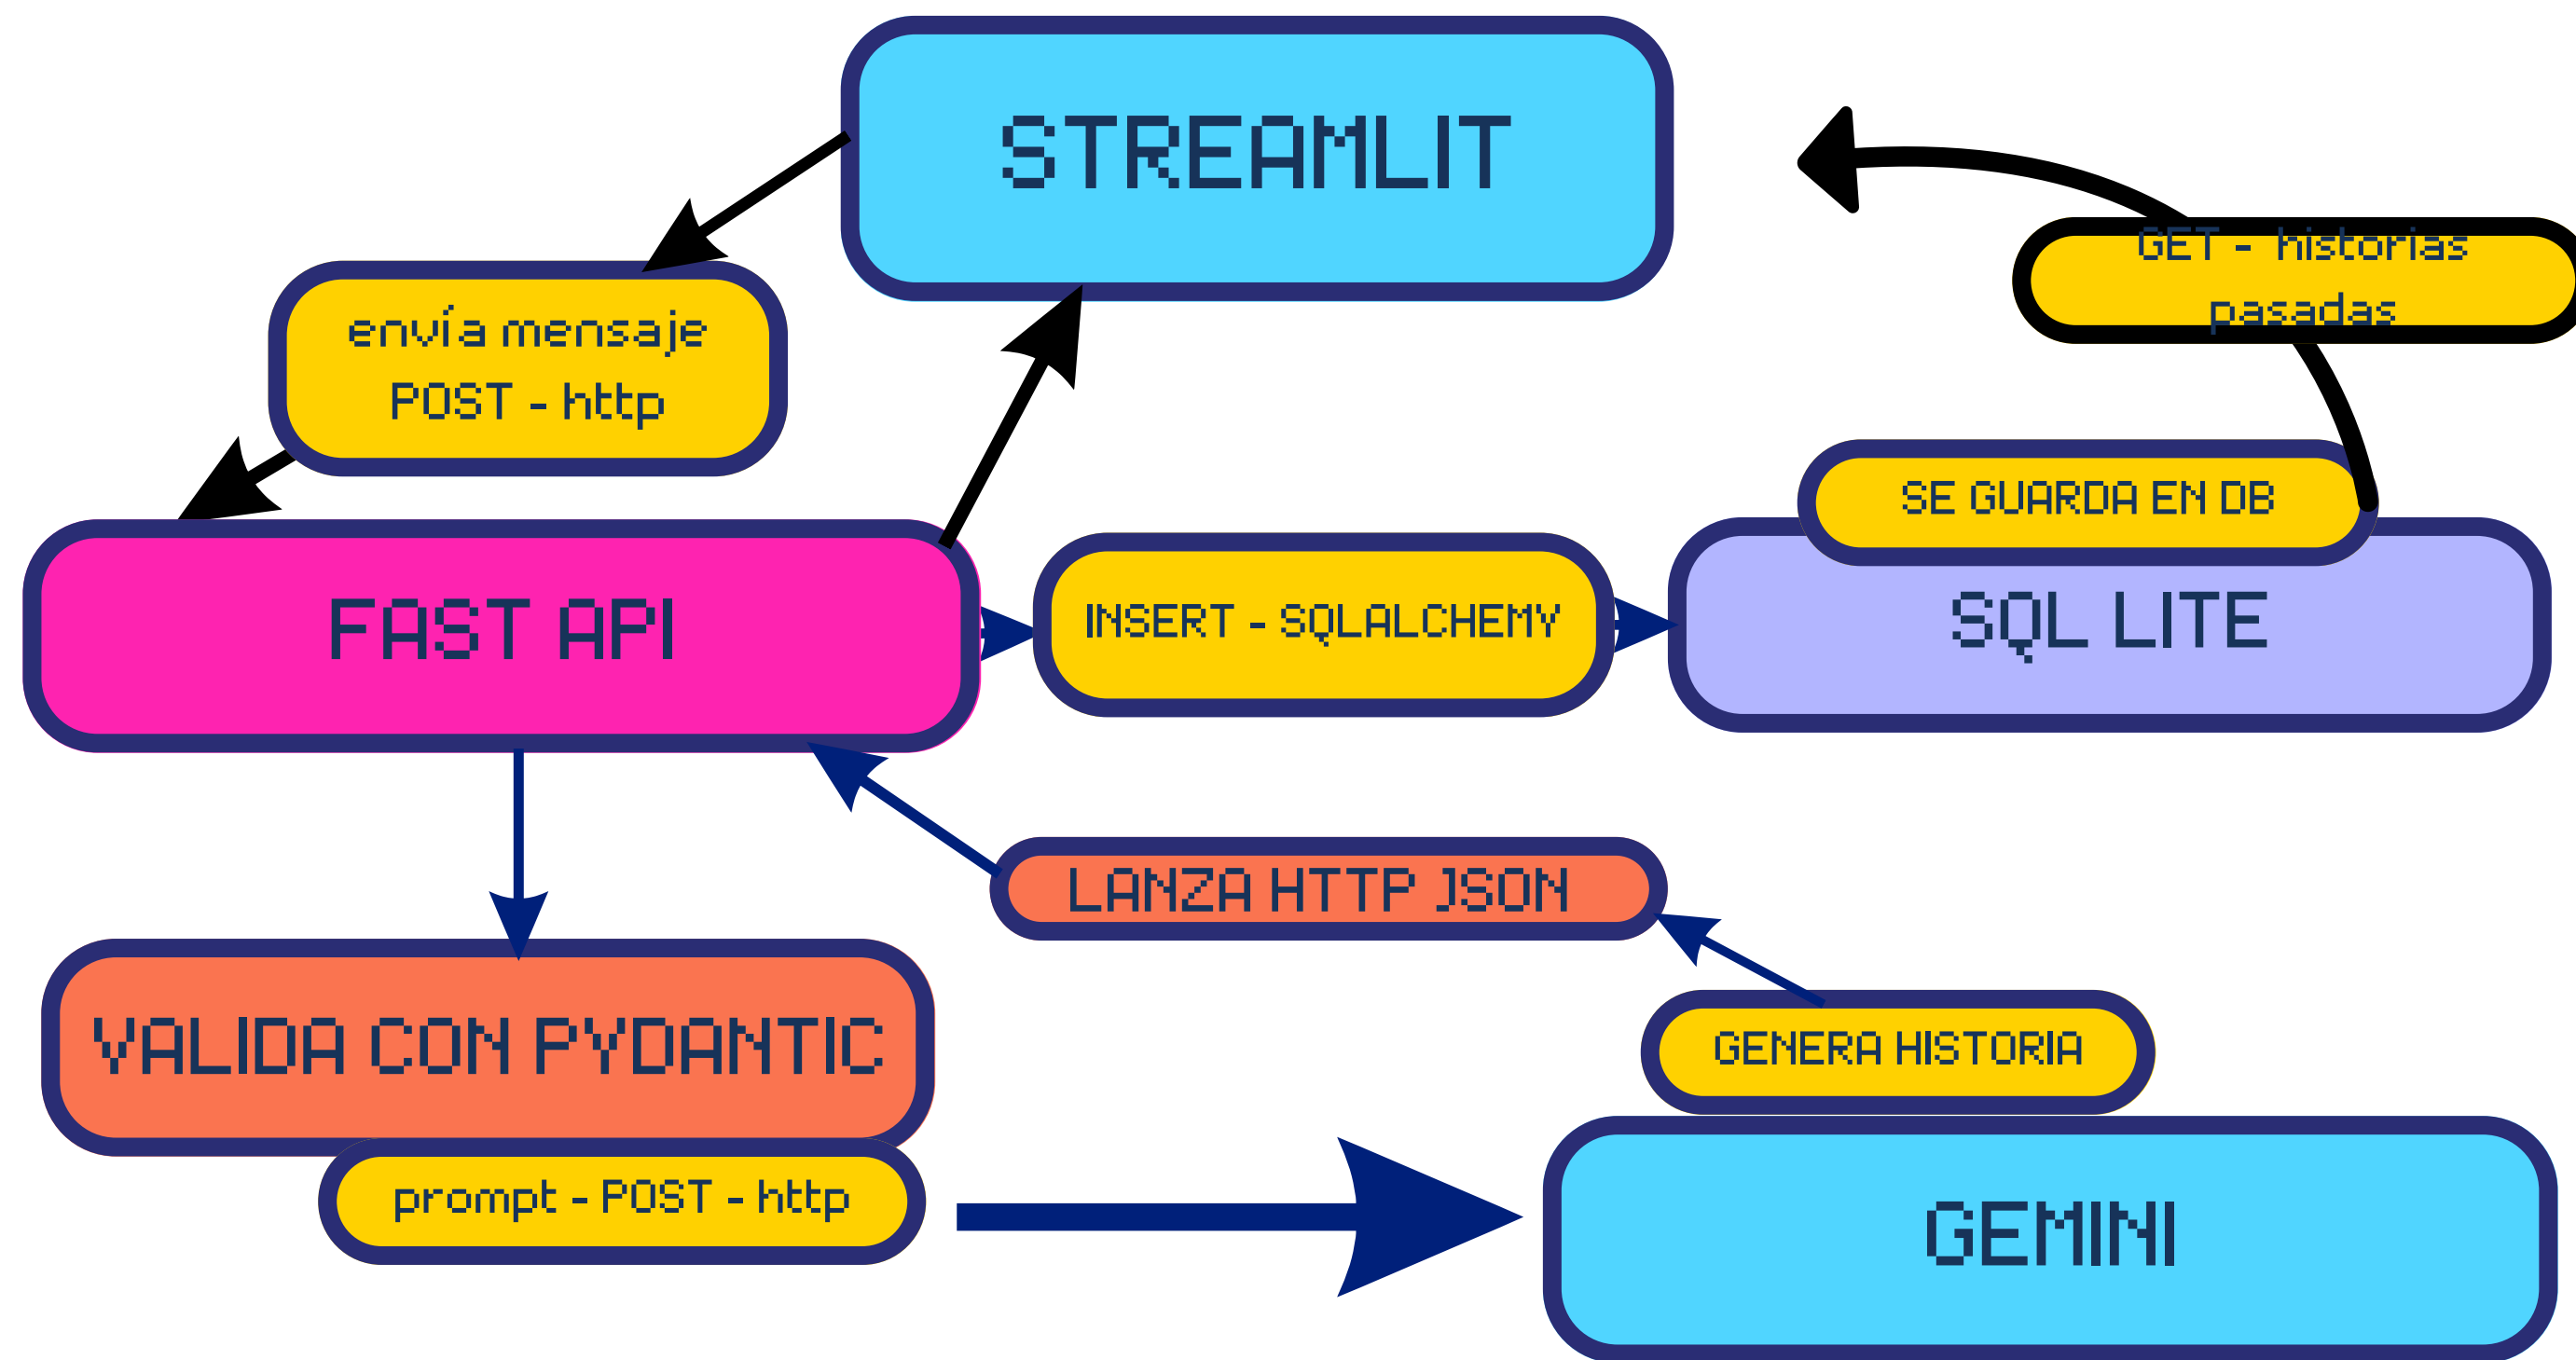 STREAMLIT
GET - historias
pasadas
envía mensaje
POST - http
SE GUARDA EN DB
FAST API
INSERT - SQLALCHEMY
SQL LITE
LANZA HTTP JSON
VALIDA CON PYDANTIC
GENERA HISTORIA
prompt - POST - http
GEMINI